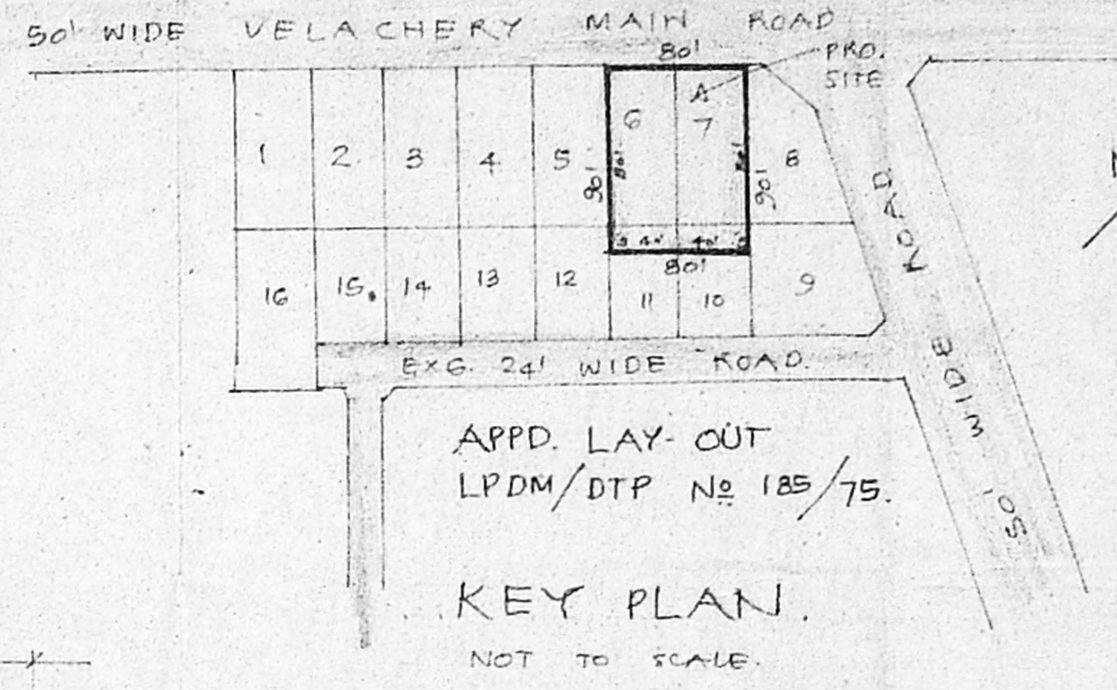 50' WIDE VELACHERY MAIN ROAD
80'
PRO.
SITE
A
1 2 3 4 5 6 7 8
90' 80' 90'
40' 40'
80'
16 15. 14 13 12 11 10 9
EXG. 24' WIDE ROAD.
50' WIDE ROAD
APPD. LAY-OUT
LPDM/DTP No 185/75.
KEY PLAN.
NOT TO SCALE.